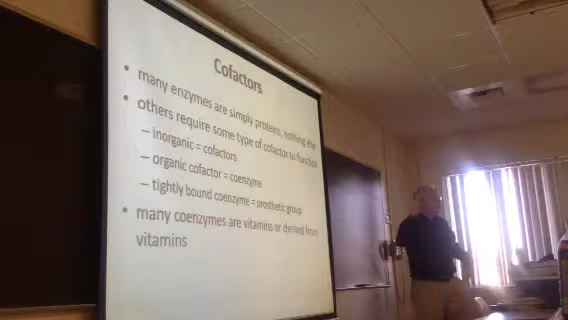 Cofactors
• many enzymes are simply proteins, nothing else
• others require some type of cofactor to function
– inorganic = cofactors
– organic cofactor = coenzyme
– tightly bound coenzyme = prosthetic group
• many coenzymes are vitamins or derived from
vitamins